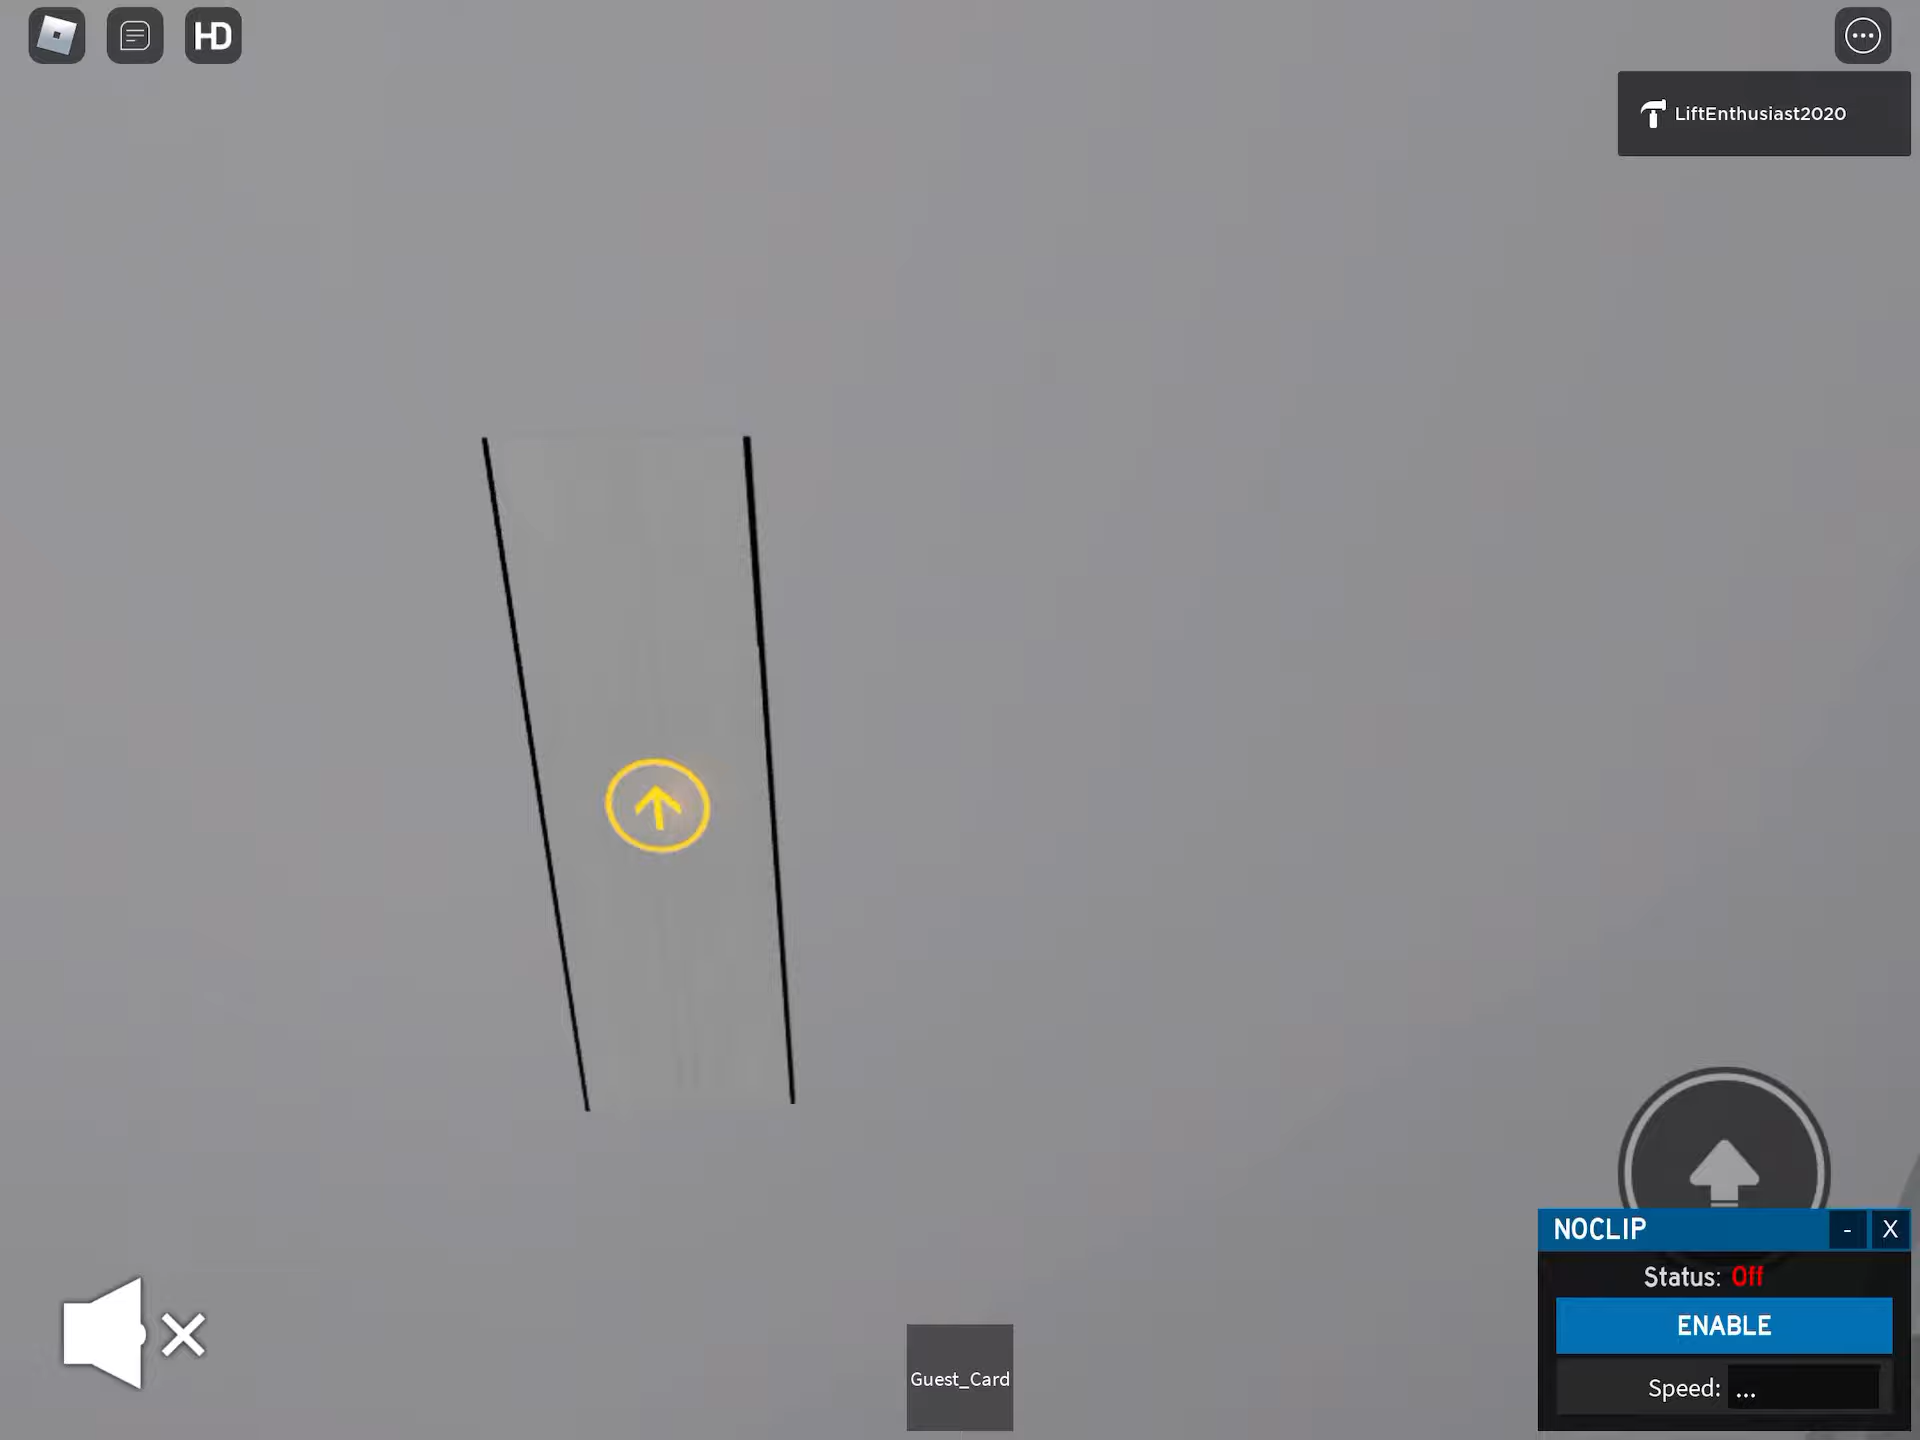 HD
LiftEnthusiast2020
NOCLIP - X
Status: Off
ENABLE
Speed: ...
Guest_Card